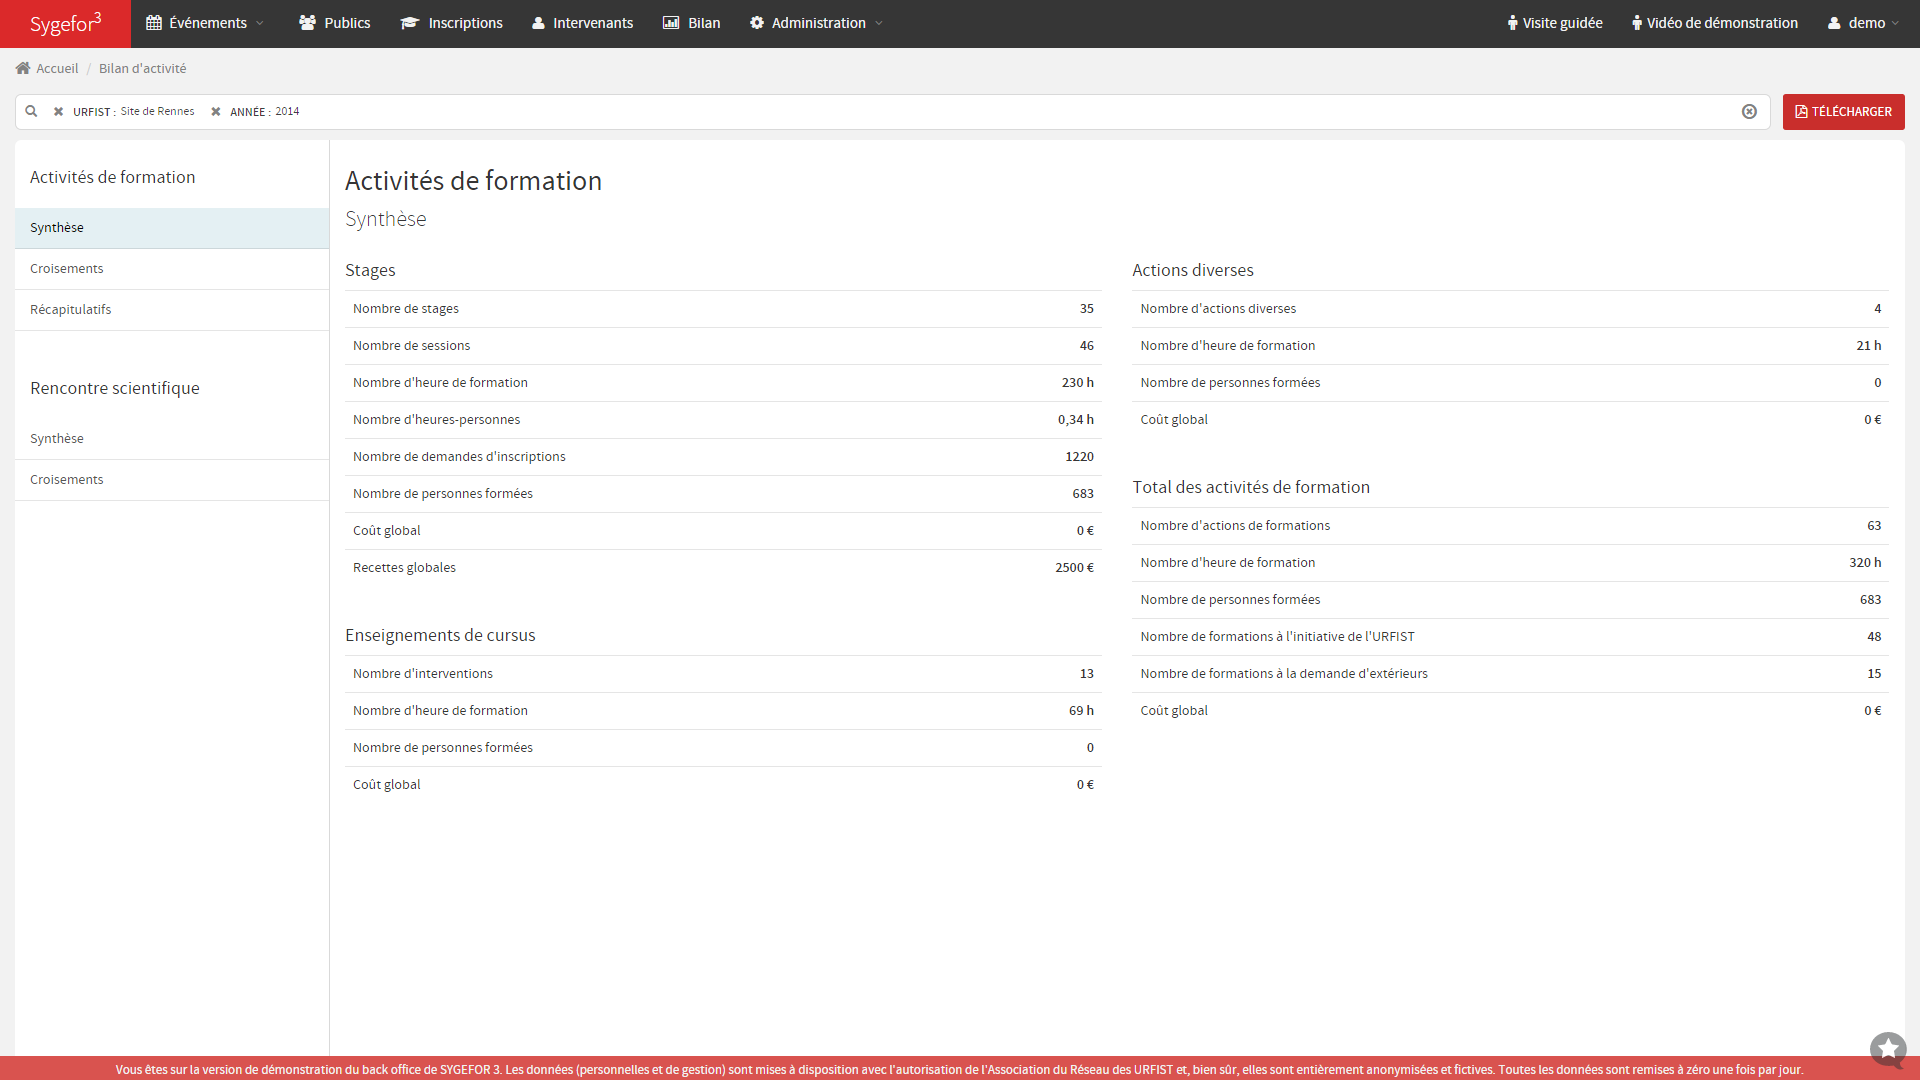 Sygefor3 Événements Publics Inscriptions Intervenants Bilan Administration Visite guidée Vidéo de démonstration demo
Accueil / Bilan d'activité
URFIST : Site de Rennes ANNÉE : 2014 TÉLÉCHARGER
Activités de formation
Synthèse
Croisements
Récapitulatifs
Rencontre scientifique
Synthèse
Croisements
Activités de formation
Synthèse
Stages
Nombre de stages 35
Nombre de sessions 46
Nombre d'heure de formation 230 h
Nombre d'heures-personnes 0,34 h
Nombre de demandes d'inscriptions 1220
Nombre de personnes formées 683
Coût global 0 €
Recettes globales 2500 €
Enseignements de cursus
Nombre d'interventions 13
Nombre d'heure de formation 69 h
Nombre de personnes formées 0
Coût global 0 €
Actions diverses
Nombre d'actions diverses 4
Nombre d'heure de formation 21 h
Nombre de personnes formées 0
Coût global 0 €
Total des activités de formation
Nombre d'actions de formations 63
Nombre d'heure de formation 320 h
Nombre de personnes formées 683
Nombre de formations à l'initiative de l'URFIST 48
Nombre de formations à la demande d'extérieurs 15
Coût global 0 €
Vous êtes sur la version de démonstration du back office de SYGEFOR 3. Les données (personnelles et de gestion) sont mises à disposition avec l'autorisation de l'Association du Réseau des URFIST et, bien sûr, elles sont entièrement anonymisées et fictives. Toutes les données sont remises à zéro une fois par jour.